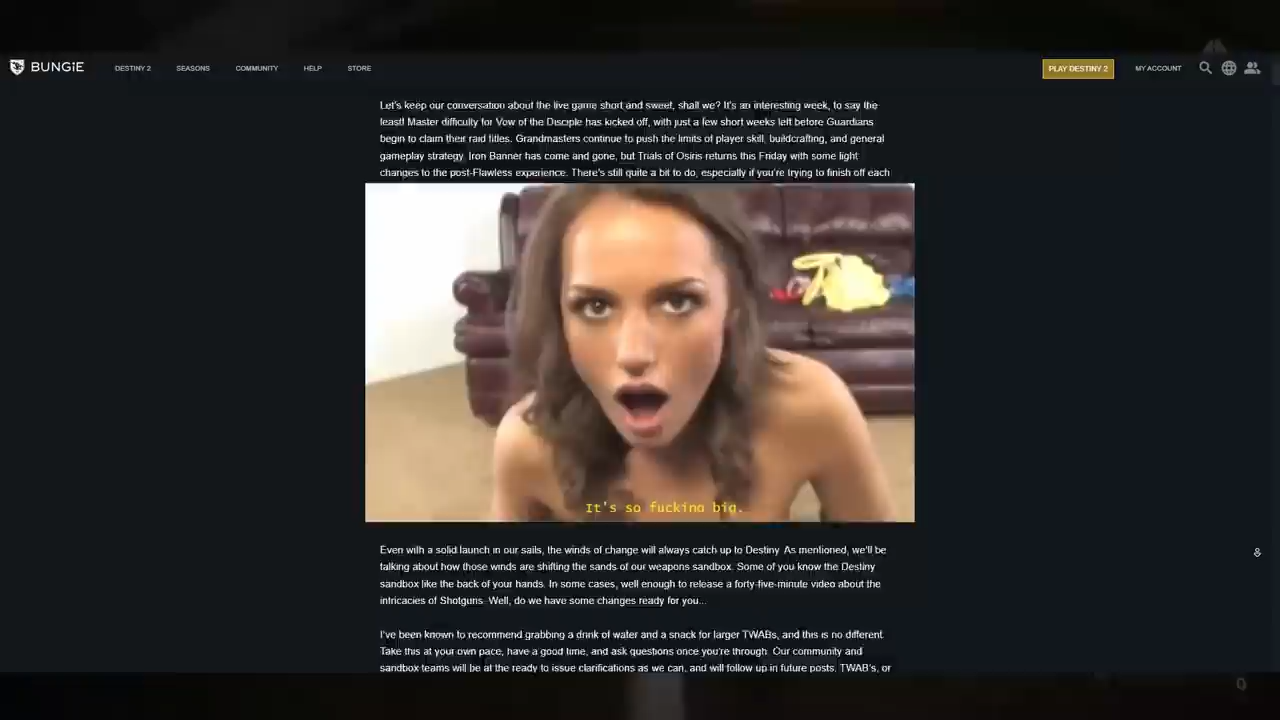 BUNGiE
DESTINY 2
SEASONS
COMMUNITY
HELP
STORE
PLAY DESTINY 2
MY ACCOUNT
Let's keep our conversation about the live game short and sweet, shall we? It's an interesting week, to say the
least! Master difficulty for Vow of the Disciple has kicked off, with just a few short weeks left before Guardians
begin to claim their raid titles. Grandmasters continue to push the limits of player skill, buildcrafting, and general
gameplay strategy. Iron Banner has come and gone, but Trials of Osiris returns this Friday with some light
changes to the post-Flawless experience. There's still quite a bit to do, especially if you're trying to finish off each
It's so fucking big.
Even with a solid launch in our sails, the winds of change will always catch up to Destiny. As mentioned, we'll be
talking about how those winds are shifting the sands of our weapons sandbox. Some of you know the Destiny
sandbox like the back of your hands. In some cases, well enough to release a forty-five-minute video about the
intricacies of Shotguns. Well, do we have some changes ready for you...
I've been known to recommend grabbing a drink of water and a snack for larger TWABs, and this is no different.
Take this at your own pace, have a good time, and ask questions once you're through. Our community and
sandbox teams will be at the ready to issue clarifications as we can, and will follow up in future posts, TWAB's, or